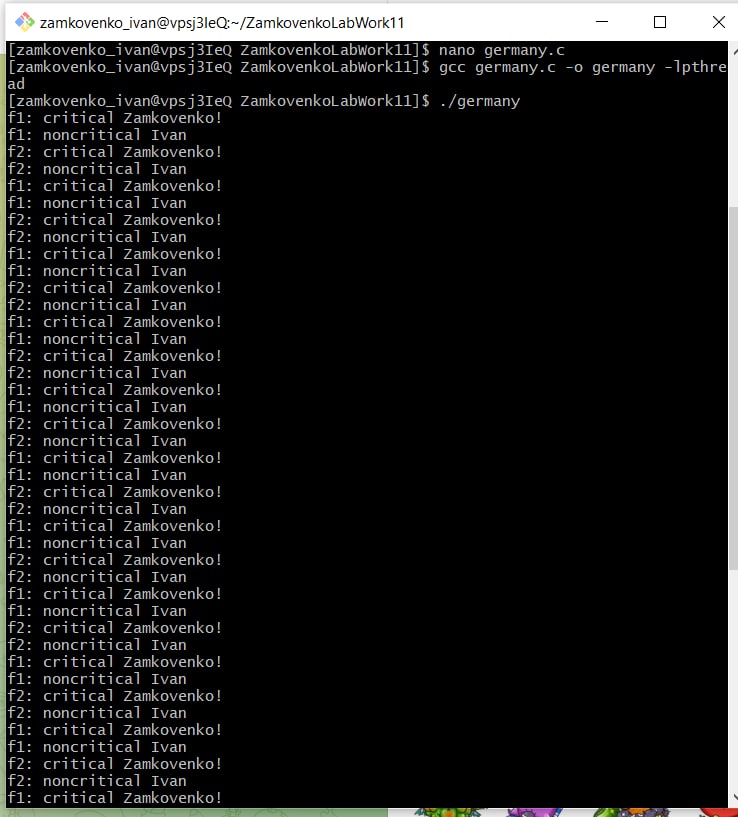 zamkovenko_ivan@vpsj3IeQ:~/ZamkovenkoLabWork11
[zamkovenko_ivan@vpsj3IeQ ZamkovenkoLabWork11]$ nano germany.c
[zamkovenko_ivan@vpsj3IeQ ZamkovenkoLabWork11]$ gcc germany.c -o germany -lpthre
ad
[zamkovenko_ivan@vpsj3IeQ ZamkovenkoLabWork11]$ ./germany
f1: critical Zamkovenko!
f1: noncritical Ivan
f2: critical Zamkovenko!
f2: noncritical Ivan
f1: critical Zamkovenko!
f1: noncritical Ivan
f2: critical Zamkovenko!
f2: noncritical Ivan
f1: critical Zamkovenko!
f1: noncritical Ivan
f2: critical Zamkovenko!
f2: noncritical Ivan
f1: critical Zamkovenko!
f1: noncritical Ivan
f2: critical Zamkovenko!
f2: noncritical Ivan
f1: critical Zamkovenko!
f1: noncritical Ivan
f2: critical Zamkovenko!
f2: noncritical Ivan
f1: critical Zamkovenko!
f1: noncritical Ivan
f2: critical Zamkovenko!
f2: noncritical Ivan
f1: critical Zamkovenko!
f1: noncritical Ivan
f2: critical Zamkovenko!
f2: noncritical Ivan
f1: critical Zamkovenko!
f1: noncritical Ivan
f2: critical Zamkovenko!
f2: noncritical Ivan
f1: critical Zamkovenko!
f1: noncritical Ivan
f2: critical Zamkovenko!
f2: noncritical Ivan
f1: critical Zamkovenko!
f1: noncritical Ivan
f2: critical Zamkovenko!
f2: noncritical Ivan
f1: critical Zamkovenko!